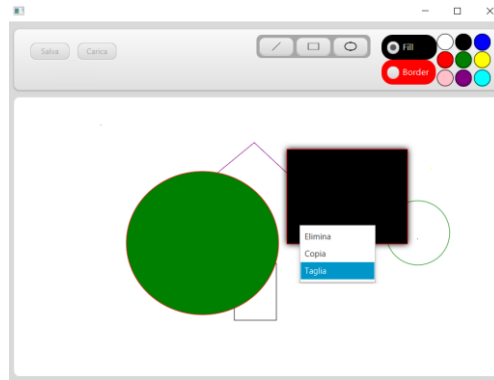 Salva
Carica
Fill
Border
Elimina
Copia
Taglia